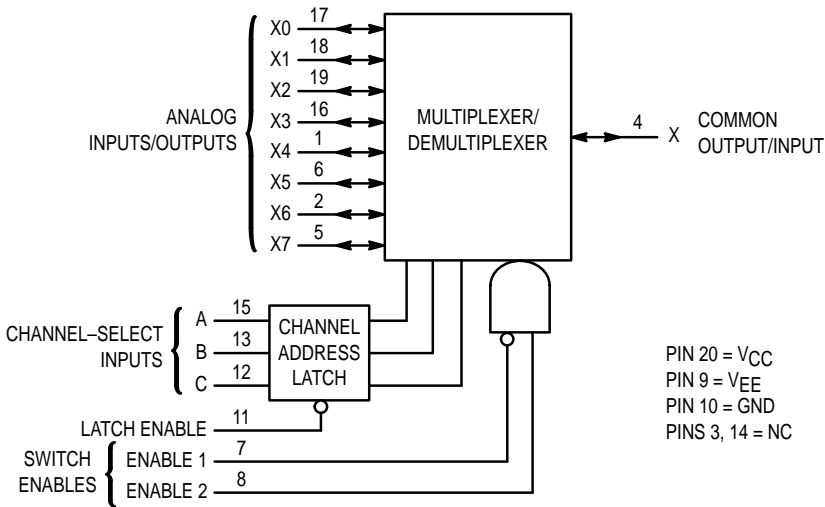 X0 17
X1 18
X2 19
X3 16
X4 1
X5 6
X6 2
X7 5
ANALOG
INPUTS/OUTPUTS
MULTIPLEXER/
DEMULTIPLEXER
4 X
COMMON
OUTPUT/INPUT
CHANNEL–SELECT
INPUTS
A 15
B 13
C 12
CHANNEL
ADDRESS
LATCH
LATCH ENABLE 11
SWITCH
ENABLES
ENABLE 1 7
ENABLE 2 8
PIN 20 = VCC
PIN 9 = VEE
PIN 10 = GND
PINS 3, 14 = NC